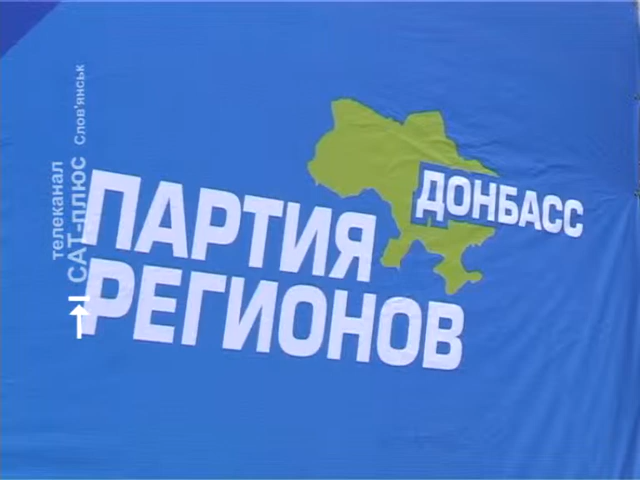 ПАРТИЯ
РЕГИОНОВ
ДОНБАСС
телеканал
САТ-плюс Слов'янськ